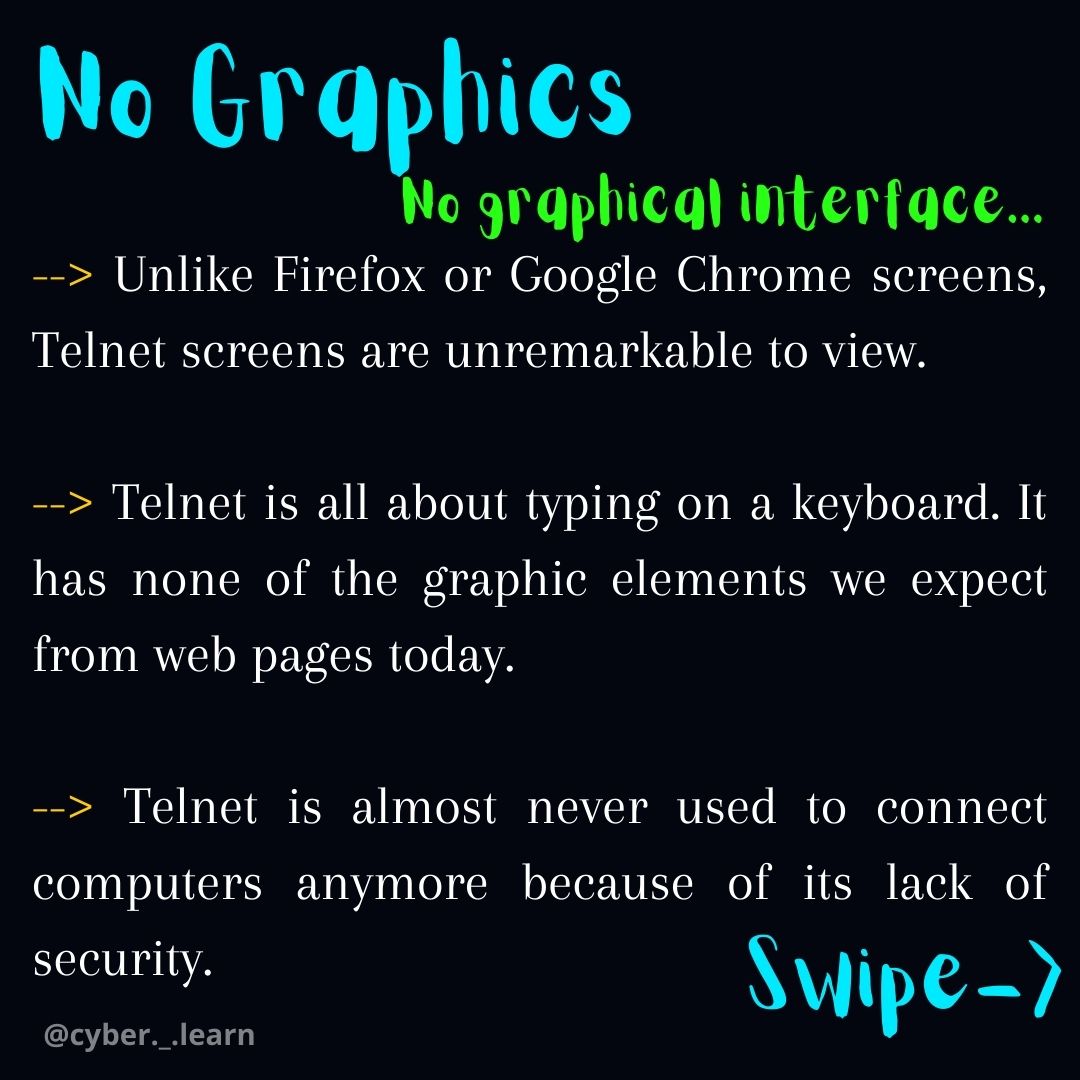 No Graphics
No graphical interface...
--> Unlike Firefox or Google Chrome screens,
Telnet screens are unremarkable to view.
--> Telnet is all about typing on a keyboard. It
has none of the graphic elements we expect
from web pages today.
--> Telnet is almost never used to connect
computers anymore because of its lack of
security.
Swipe->
@cyber._.learn